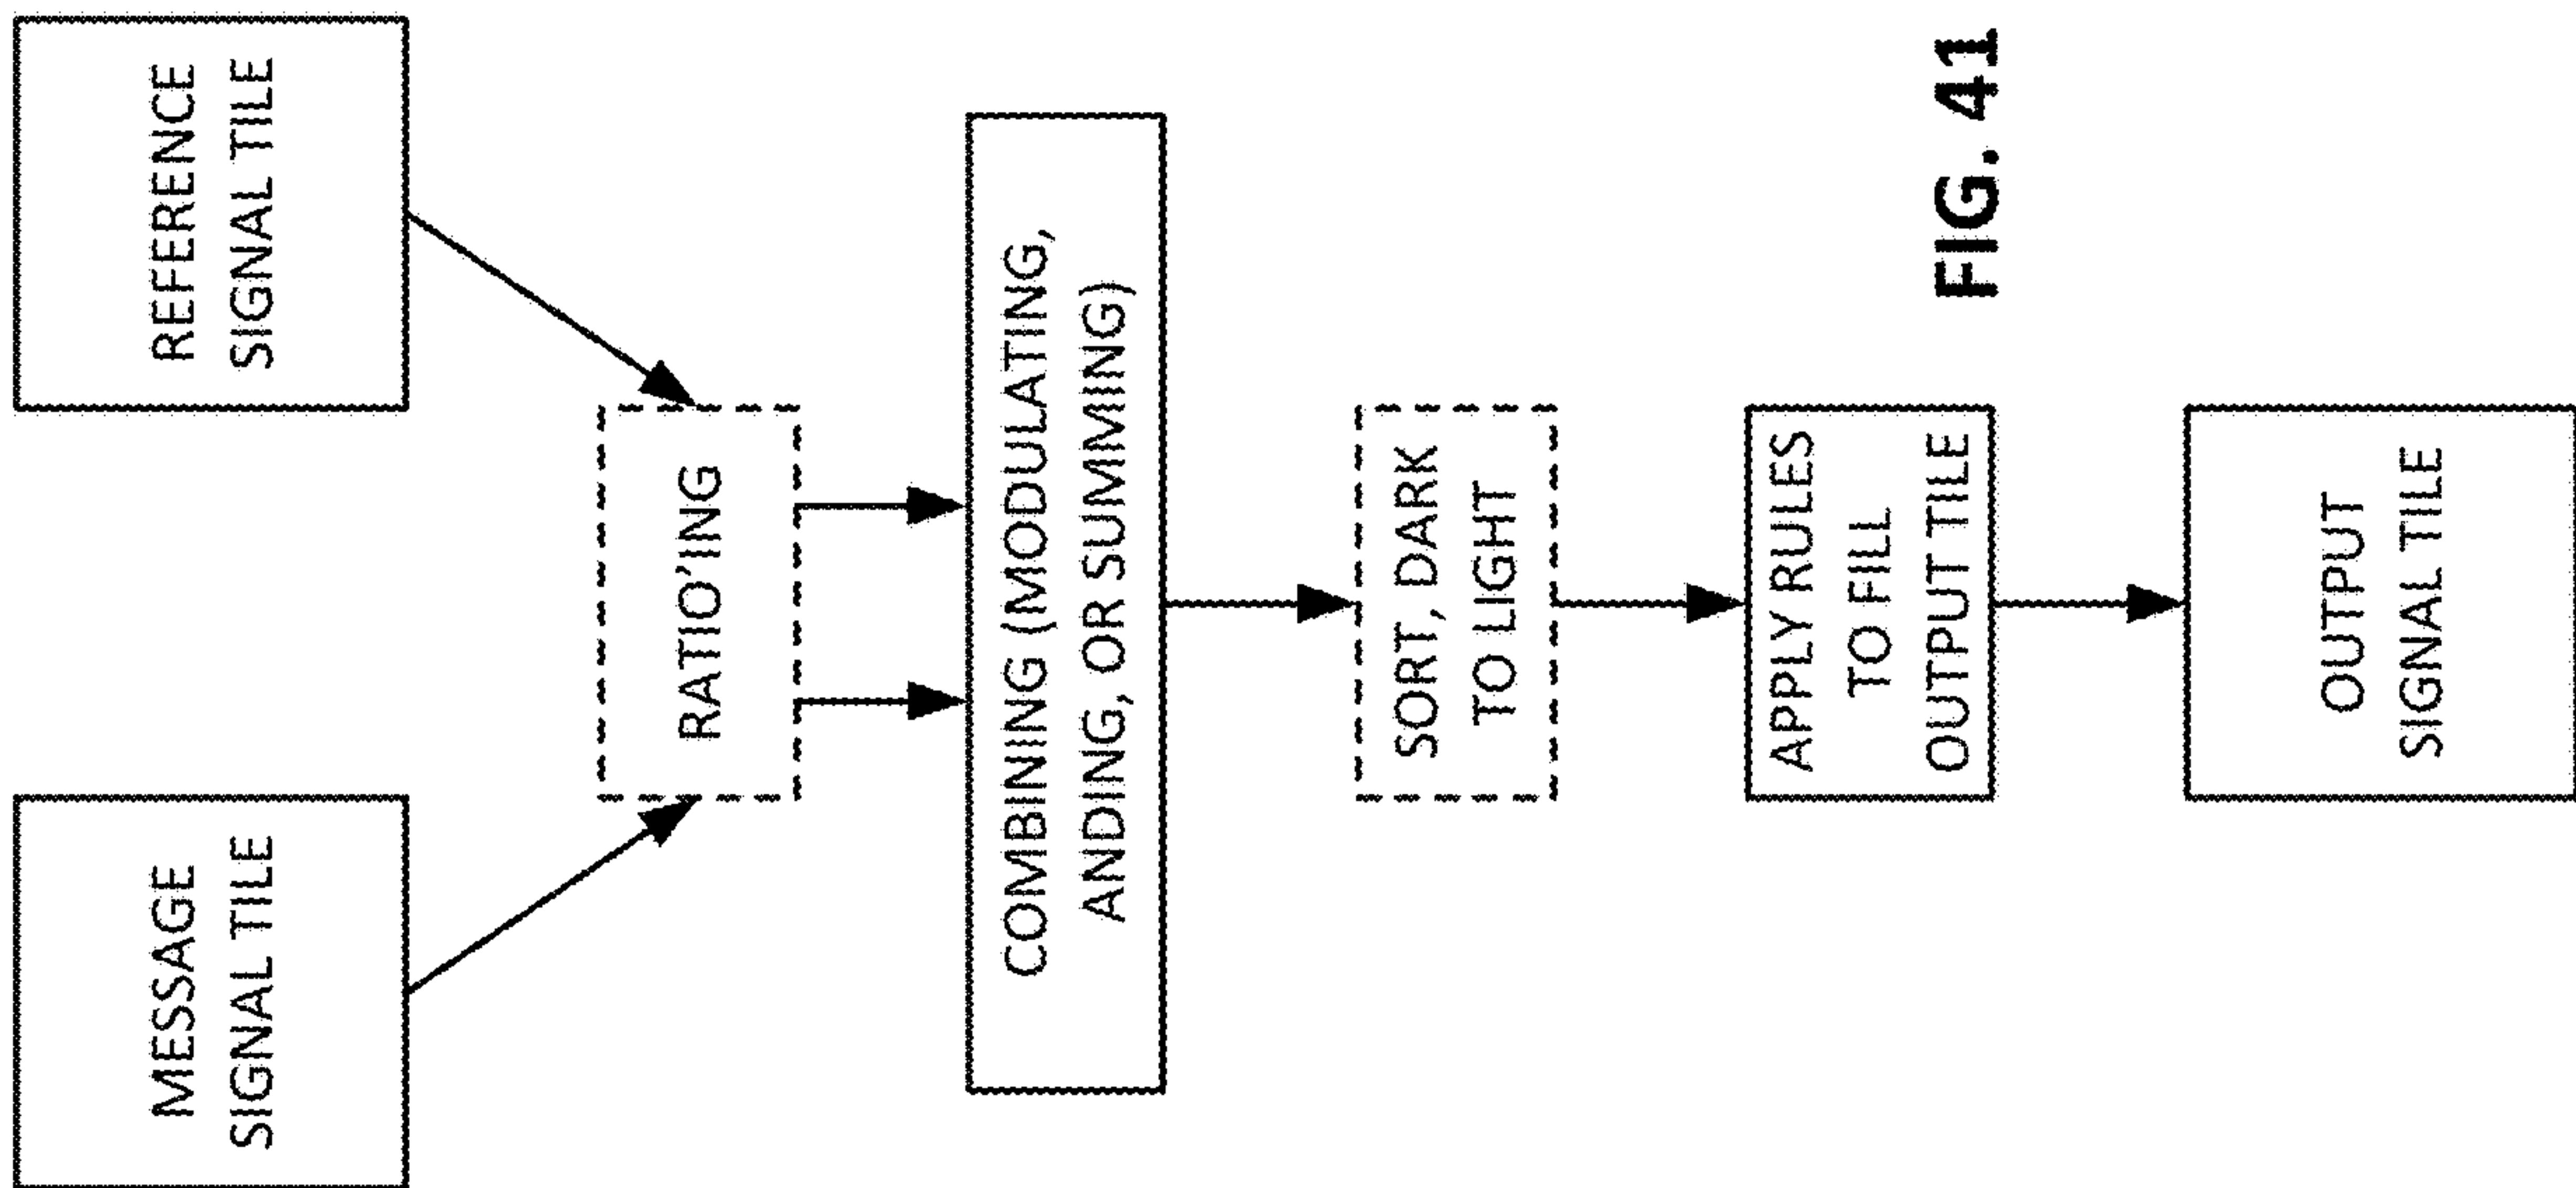 MESSAGE
SIGNAL TILE
REFERENCE
SIGNAL TILE
RATIO'ING
COMBINING (MODULATING,
ANDING, OR SUMMING)
SORT, DARK
TO LIGHT
APPLY RULES
TO FILL
OUTPUT TILE
OUTPUT
SIGNAL TILE
FIG. 41